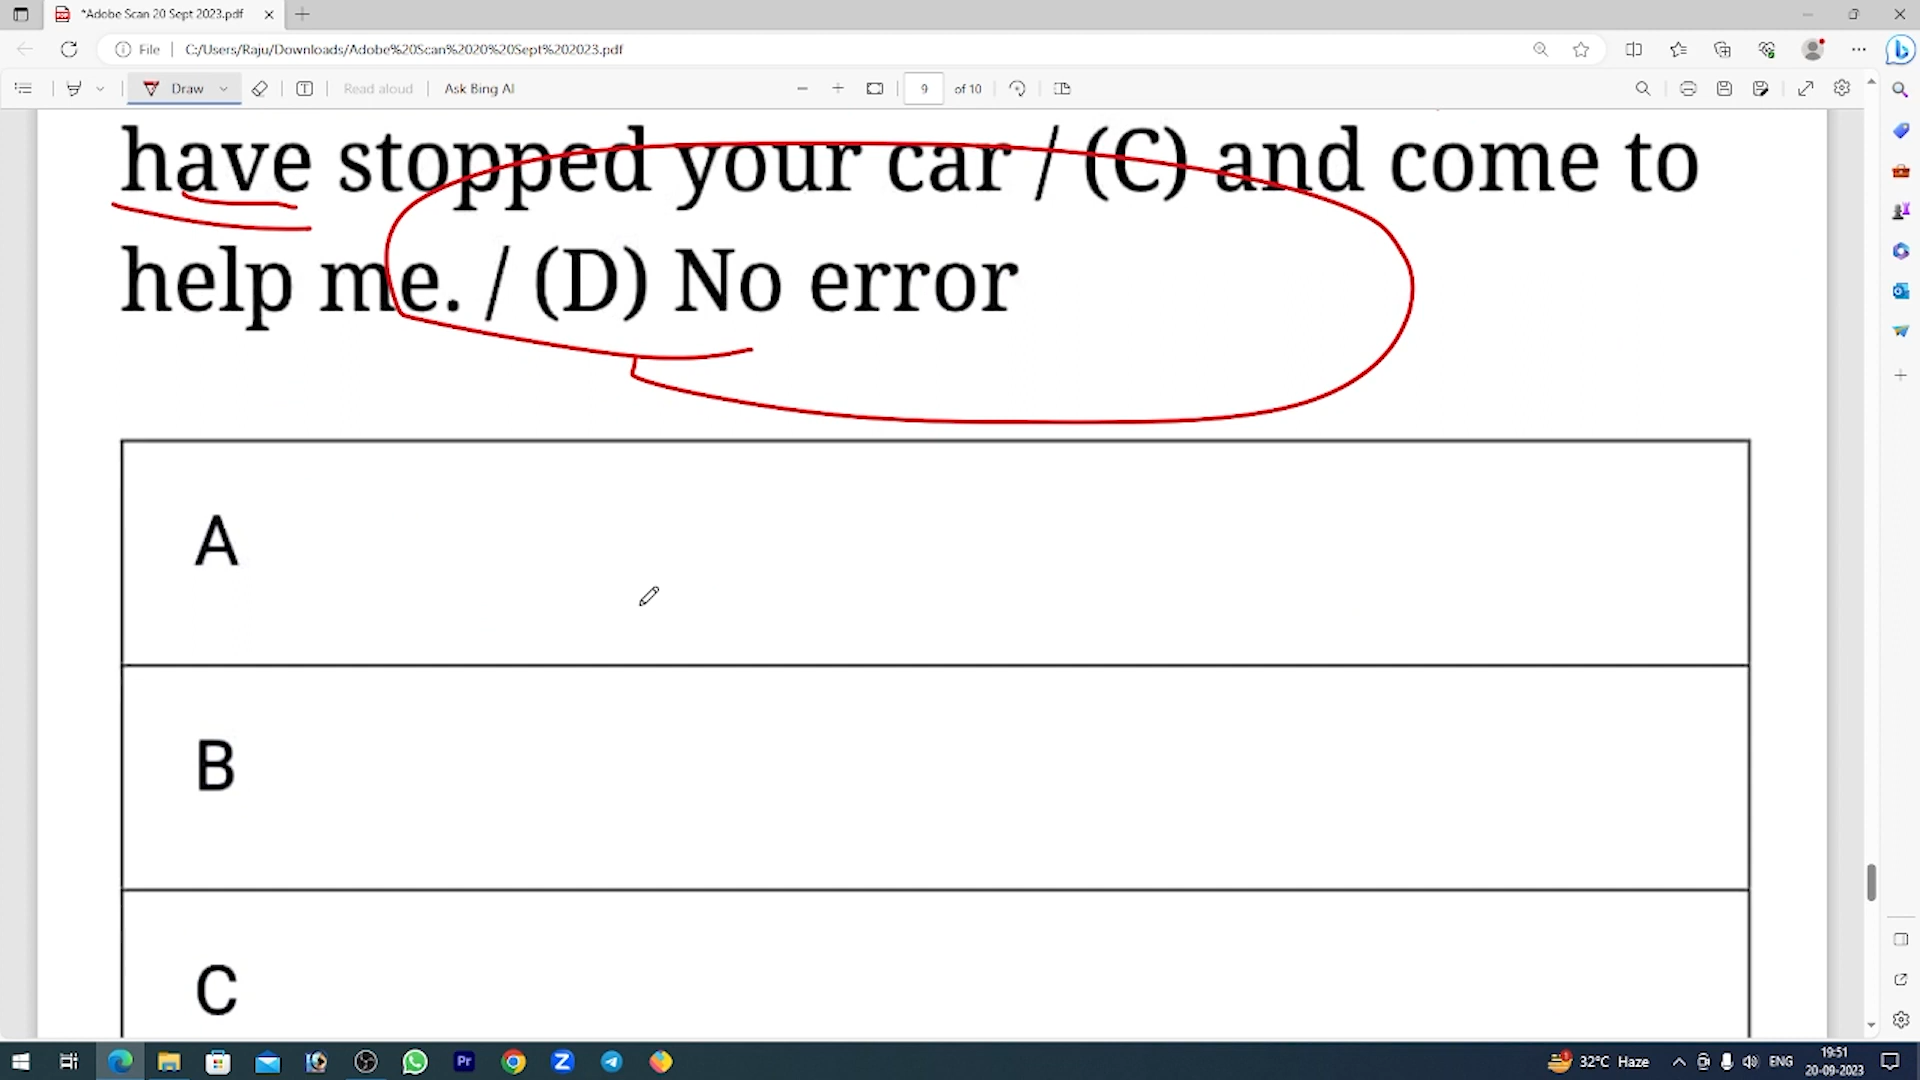 *Adobe Scan 20 Sept 2023.pdf
File
C:/Users/Raju/Downloads/Adobe%20Scan%2020%20Sept%202023.pdf
Draw
Read aloud
Ask Bing AI
9
of 10
have stopped your car / (C) and come to
help me. / (D) No error
A
B
C
Pr
Z
32°C Haze
ENG
19:51
20-09-2023